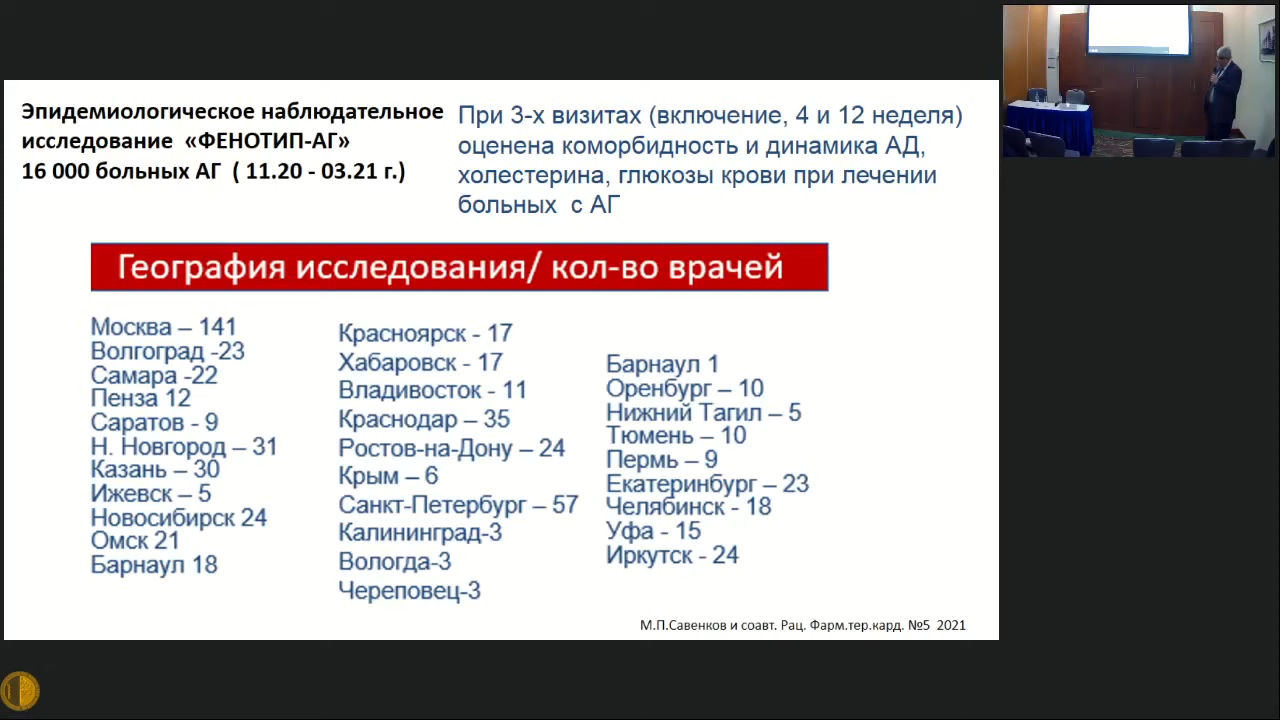 Эпидемиологическое наблюдательное
исследование «ФЕНОТИП-АГ»
16 000 больных АГ ( 11.20 - 03.21 г.)
При 3-х визитах (включение, 4 и 12 неделя)
оценена коморбидность и динамика АД,
холестерина, глюкозы крови при лечении
больных с АГ
География исследования/ кол-во врачей
Москва – 141
Волгоград -23
Самара -22
Пенза 12
Саратов - 9
Н. Новгород – 31
Казань – 30
Ижевск – 5
Новосибирск 24
Омск 21
Барнаул 18
Красноярск - 17
Хабаровск - 17
Владивосток - 11
Краснодар – 35
Ростов-на-Дону – 24
Крым – 6
Санкт-Петербург – 57
Калининград-3
Вологда-3
Череповец-3
Барнаул 1
Оренбург – 10
Нижний Тагил – 5
Тюмень – 10
Пермь – 9
Екатеринбург – 23
Челябинск - 18
Уфа - 15
Иркутск - 24
М.П.Савенков и соавт. Рац. Фарм.тер.кард. №5 2021